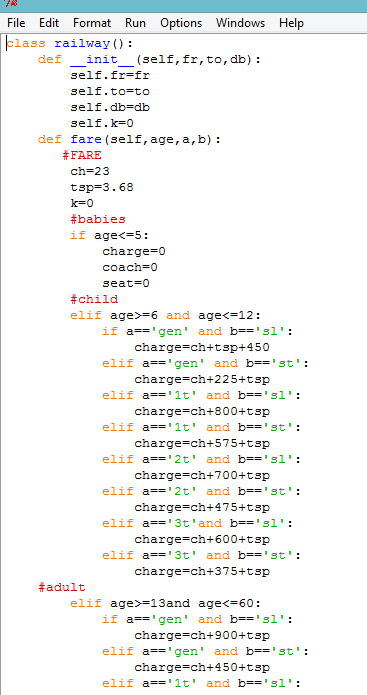 File Edit Format Run Options Windows Help
class railway():
    def __init__(self,fr,to,db):
        self.fr=fr
        self.to=to
        self.db=db
        self.k=0
    def fare(self,age,a,b):
       #FARE
        ch=23
        tsp=3.68
        k=0
        #babies
        if age<=5:
            charge=0
            coach=0
            seat=0
        #child
        elif age>=6 and age<=12:
            if a=='gen' and b=='sl':
                charge=ch+tsp+450
            elif a=='gen' and b=='st':
                charge=ch+225+tsp
            elif a=='1t' and b=='sl':
                charge=ch+800+tsp
            elif a=='1t' and b=='st':
                charge=ch+575+tsp
            elif a=='2t' and b=='sl':
                charge=ch+700+tsp
            elif a=='2t' and b=='st':
                charge=ch+475+tsp
            elif a=='3t'and b=='sl':
                charge=ch+600+tsp
            elif a=='3t' and b=='st':
                charge=ch+375+tsp
    #adult
        elif age>=13and age<=60:
            if a=='gen' and b=='sl':
                charge=ch+900+tsp
            elif a=='gen' and b=='st':
                charge=ch+450+tsp
            elif a=='1t' and b=='sl':